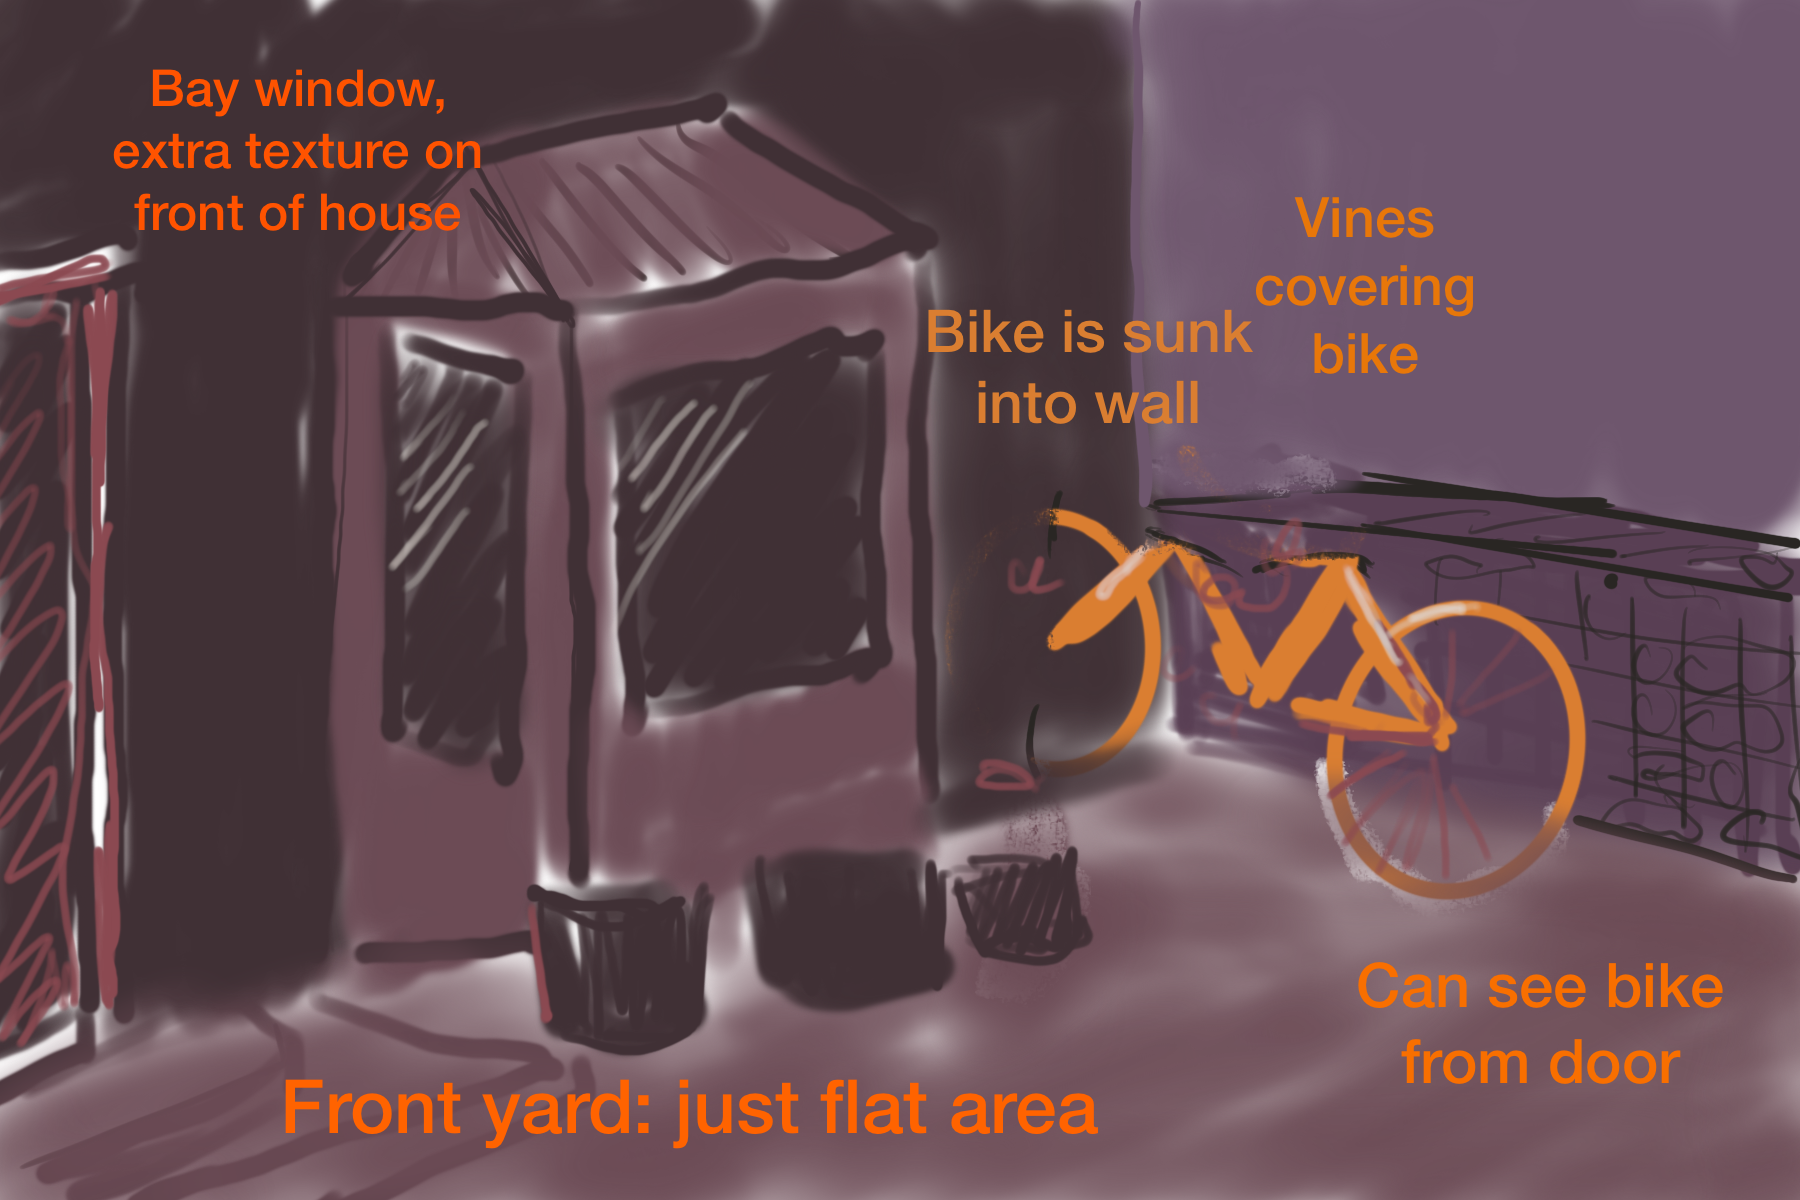 Bay window,
extra texture on
front of house
Vines
covering
bike
Bike is sunk
into wall
Can see bike
from door
Front yard: just flat area